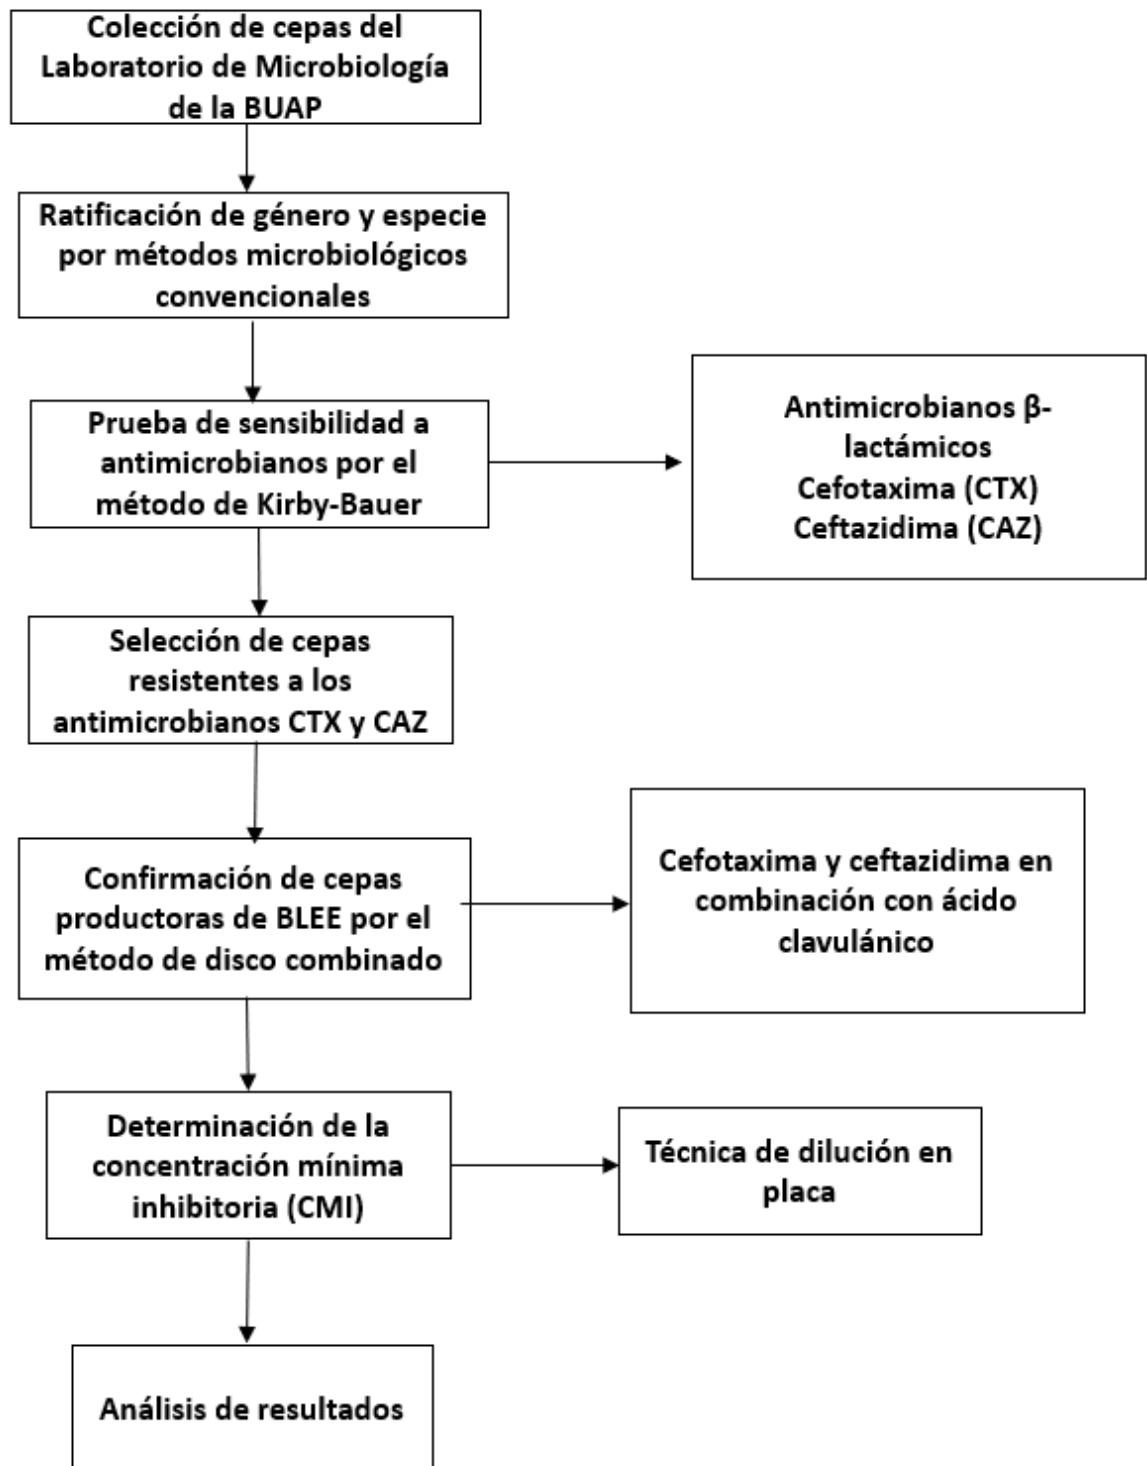 Colección de cepas del
Laboratorio de Microbiología
de la BUAP
Ratificación de género y especie
por métodos microbiológicos
convencionales
Prueba de sensibilidad a
antimicrobianos por el
método de Kirby-Bauer
Antimicrobianos β-
lactámicos
Cefotaxima (CTX)
Ceftazidima (CAZ)
Selección de cepas
resistentes a los
antimicrobianos CTX y CAZ
Confirmación de cepas
productoras de BLEE por el
método de disco combinado
Cefotaxima y ceftazidima en
combinación con ácido
clavulánico
Determinación de la
concentración mínima
inhibitoria (CMI)
Técnica de dilución en
placa
Análisis de resultados